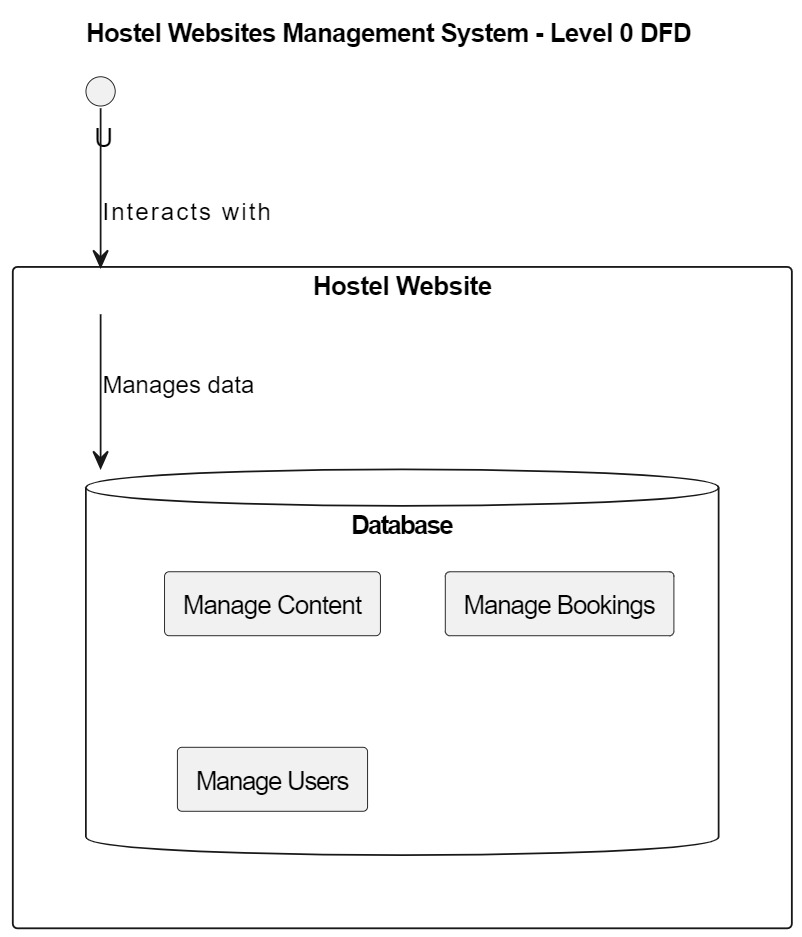 Hostel Websites Management System - Level 0 DFD
U
Interacts with
Hostel Website
Manages data
Database
Manage Content
Manage Bookings
Manage Users